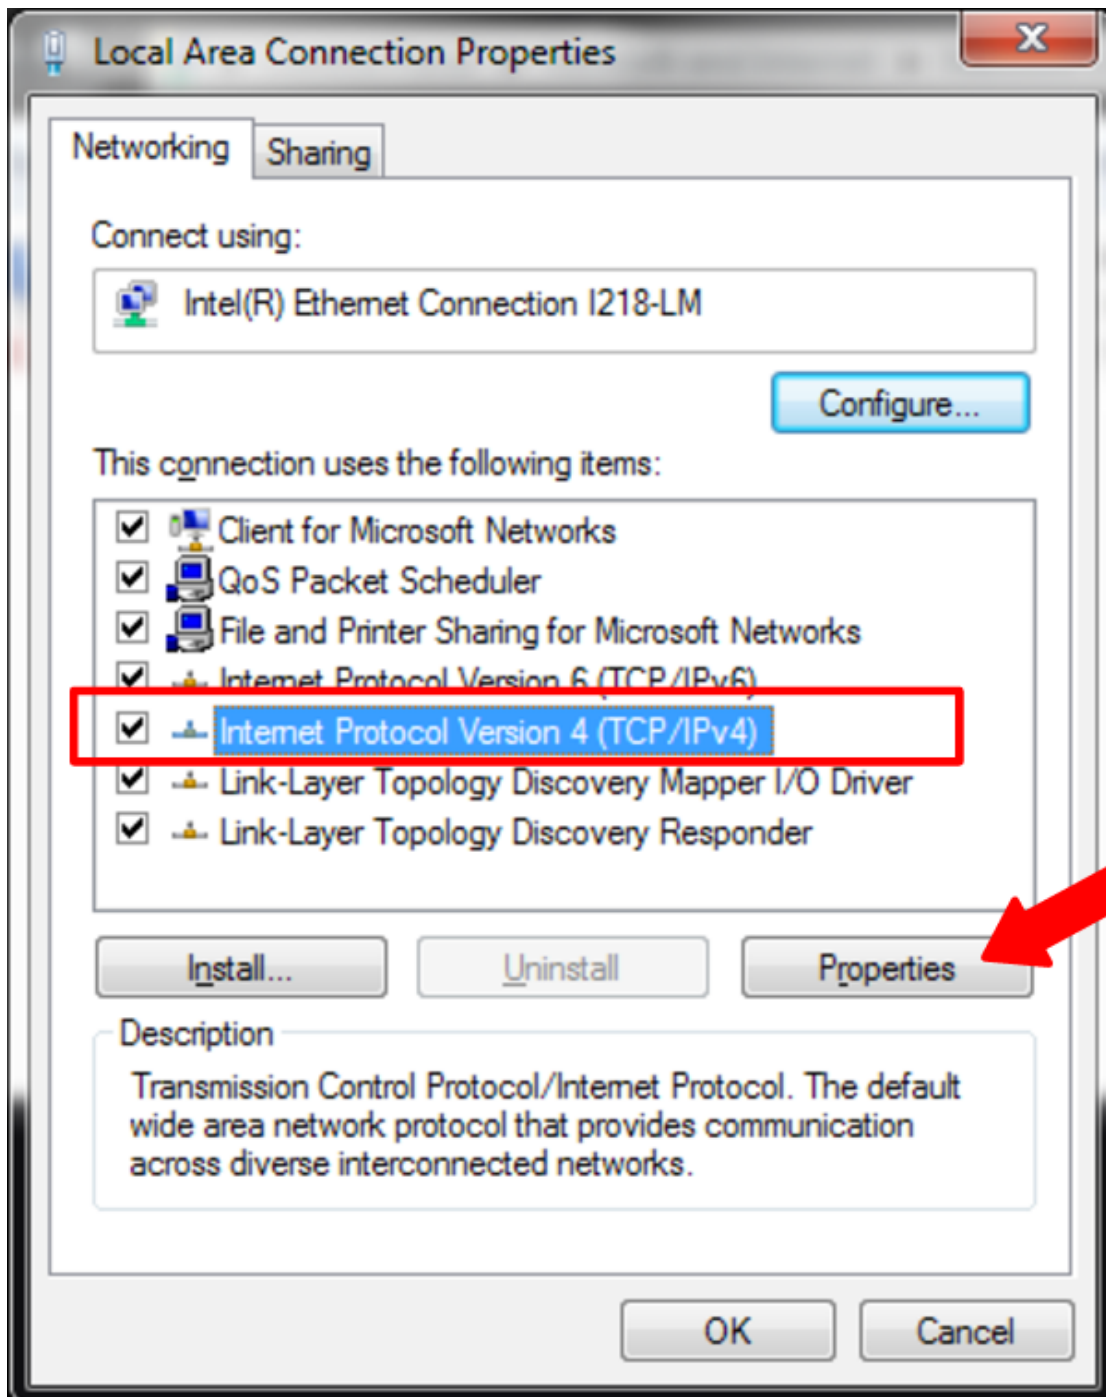 Local Area Connection Properties
Networking
Sharing
Connect using:
Intel(R) Ethernet Connection I218-LM
Configure...
This connection uses the following items:
Client for Microsoft Networks
QoS Packet Scheduler
File and Printer Sharing for Microsoft Networks
Internet Protocol Version 6 (TCP/IPv6)
Internet Protocol Version 4 (TCP/IPv4)
Link-Layer Topology Discovery Mapper I/O Driver
Link-Layer Topology Discovery Responder
Install...
Uninstall
Properties
Description
Transmission Control Protocol/Internet Protocol. The default
wide area network protocol that provides communication
across diverse interconnected networks.
OK
Cancel